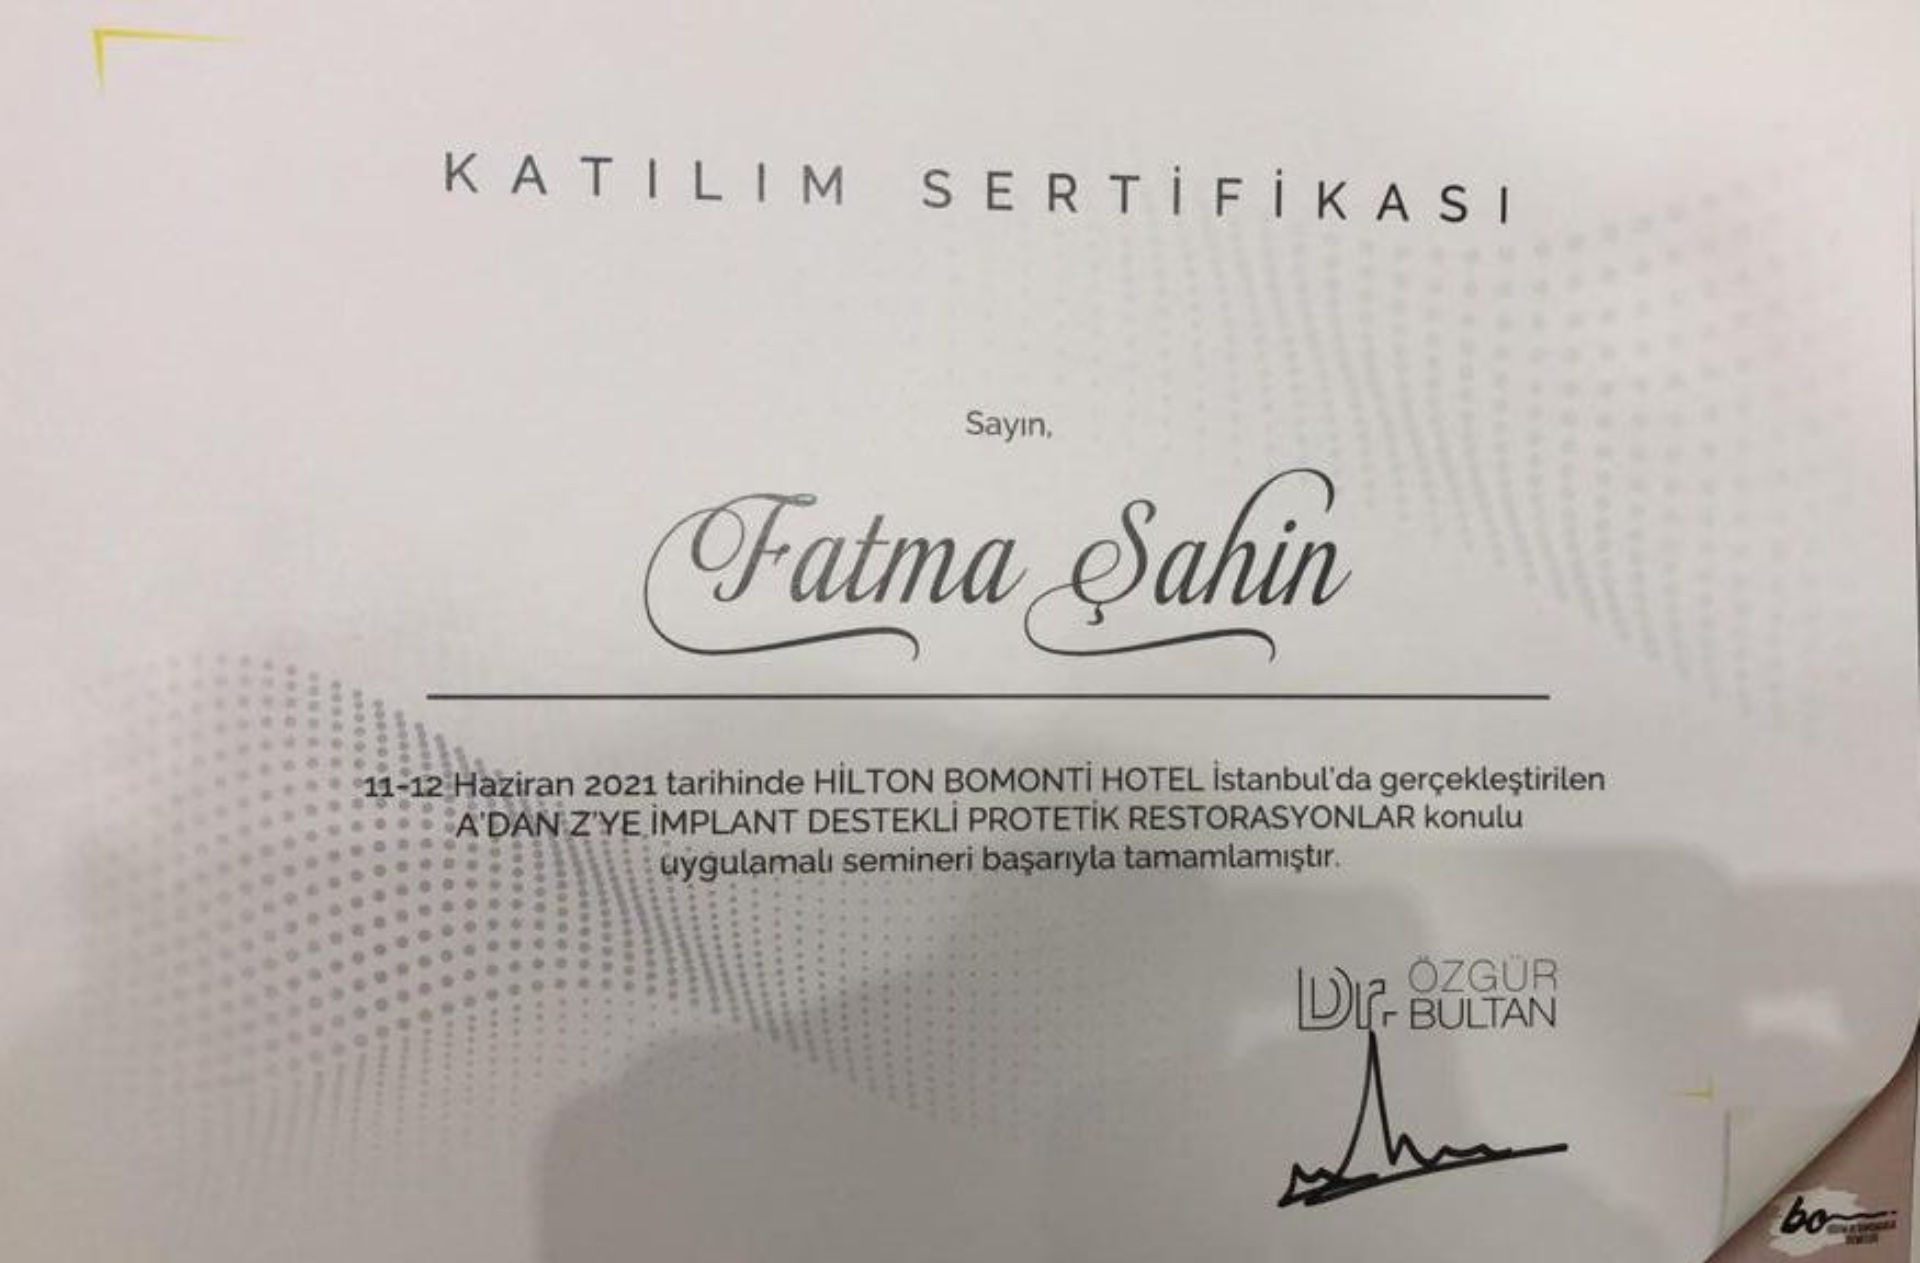 KATILIM SERTİFİKASI
Sayın,
Fatma Şahin
11-12 Haziran 2021 tarihinde HİLTON BOMONTİ HOTEL İstanbul'da gerçekleştirilen
A'DAN Z'YE İMPLANT DESTEKLİ PROTETİK RESTORASYONLAR konulu
uygulamalı semineri başarıyla tamamlamıştır.
Dr. ÖZGÜR
BULTAN
bo